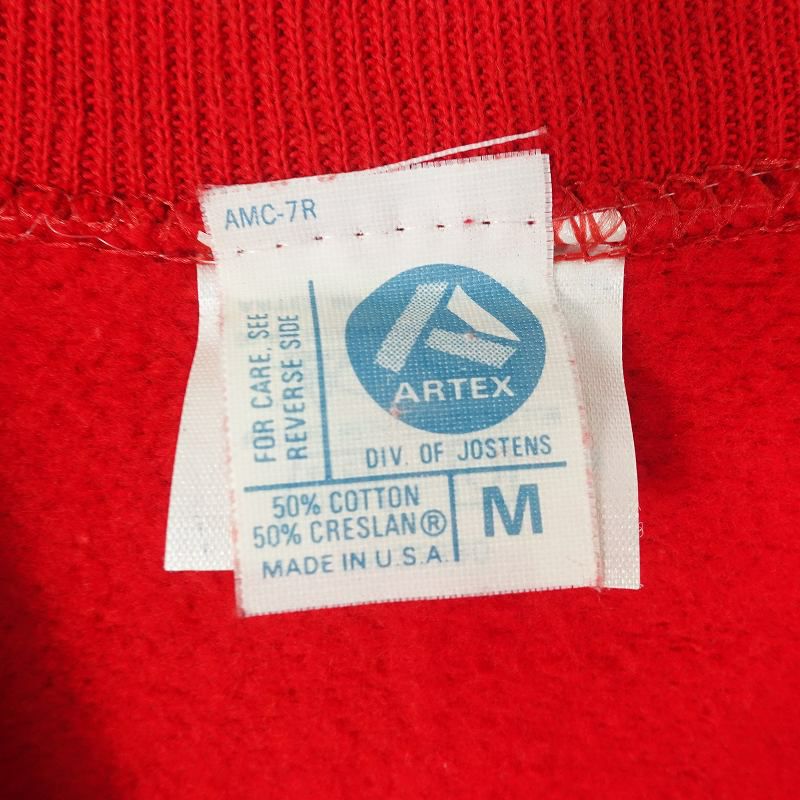 AMC-7R
FOR CARE, SEE
REVERSE SIDE
ARTEX
DIV. OF JOSTENS
50% COTTON
50% CRESLAN®
MADE IN U.S.A.
M